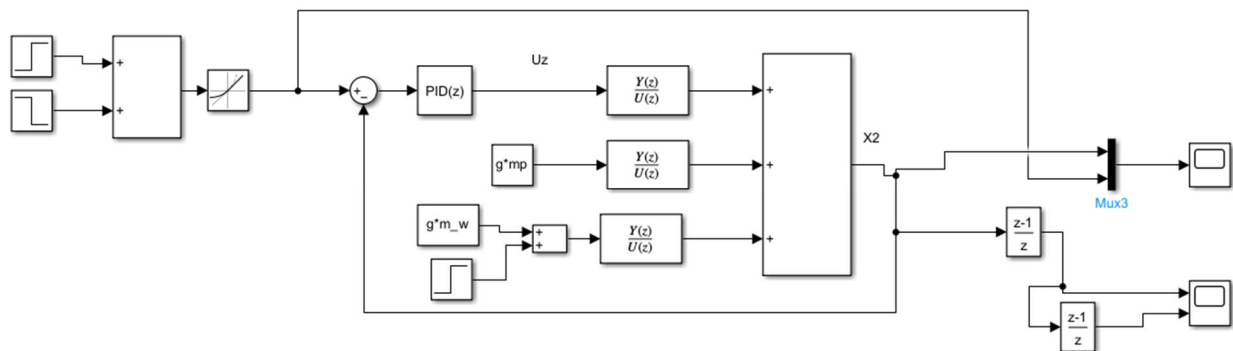 +
+
+
_
PID(z)
Uz
Y(z)
U(z)
+
g*mp
Y(z)
U(z)
+
X2
g*m_w
+
+
Y(z)
U(z)
+
Mux3
z-1
z
z-1
z